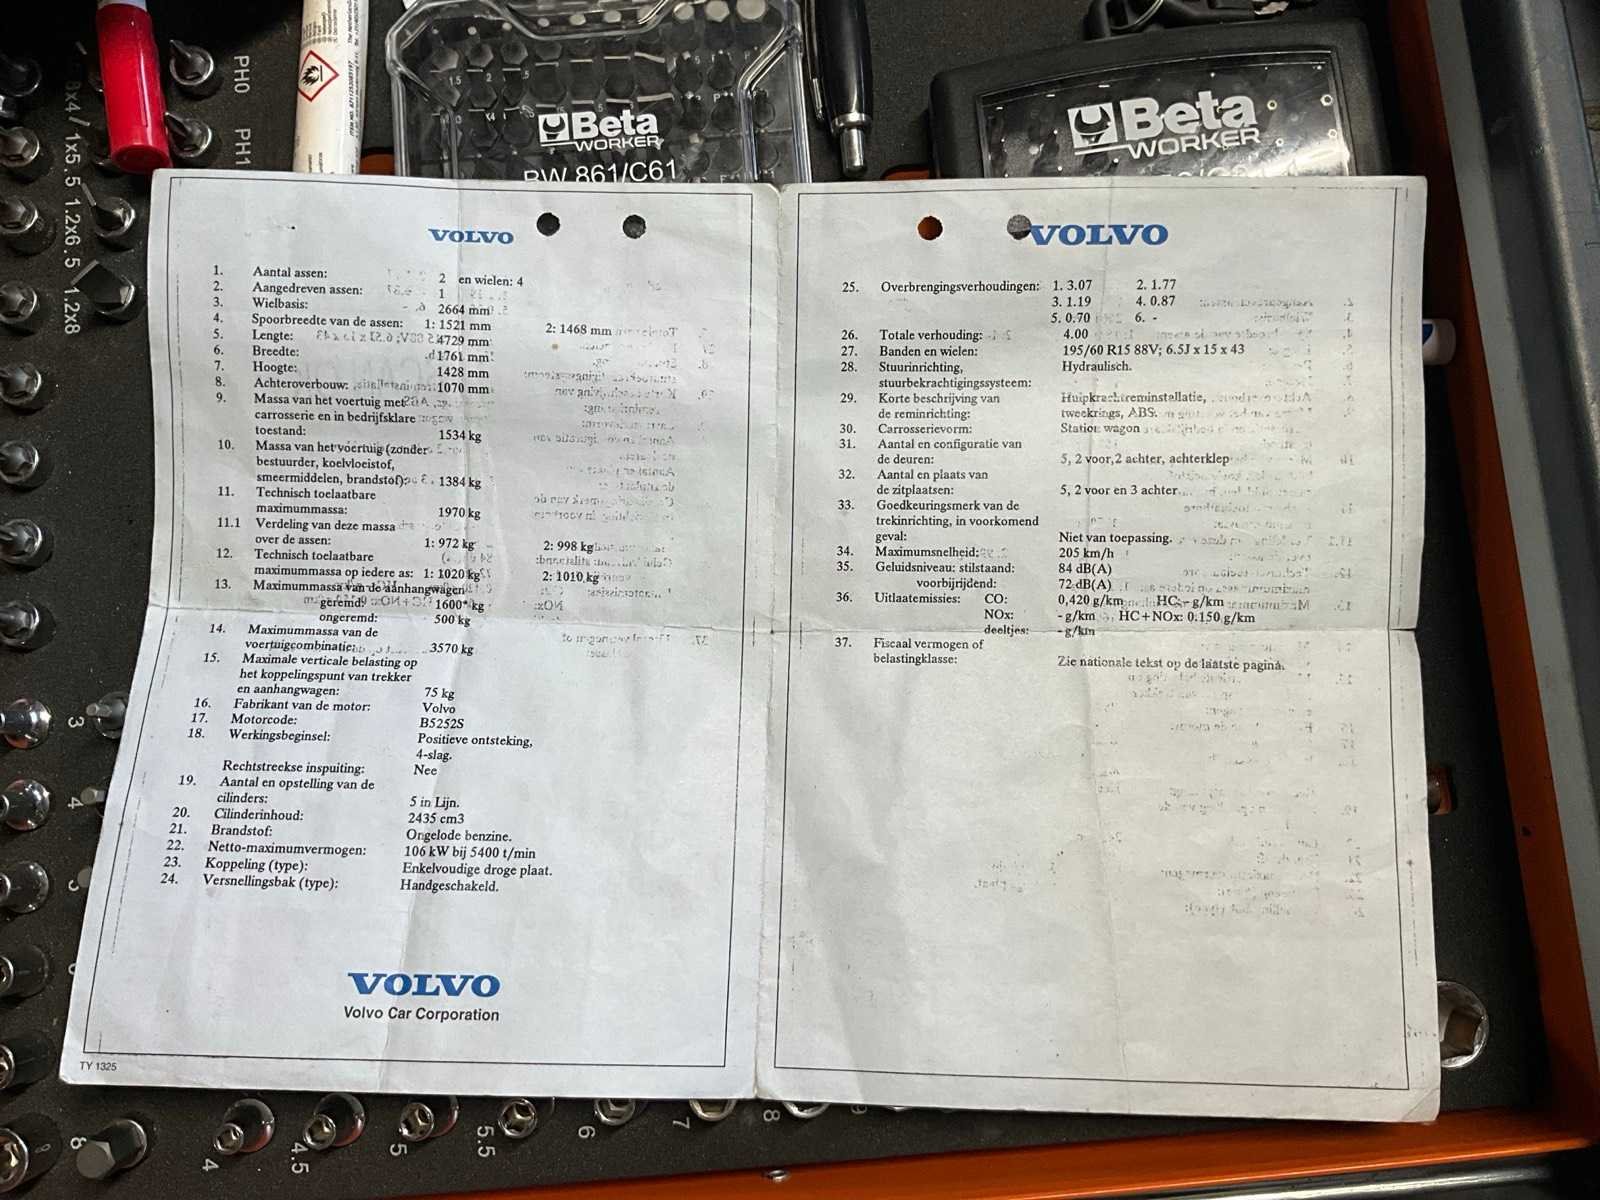 PH0
PH1
8x4 / 1x5.5 1.2x6.5 1.2x8
Beta
WORKER
BW 861/C61
Beta
WORKER
VOLVO
1. Aantal assen: 2 en wielen: 4
2. Aangedreven assen: 1
3. Wielbasis: 2664 mm
4. Spoorbreedte van de assen: 1: 1521 mm 2: 1468 mm
5. Lengte: 4729 mm
6. Breedte: 1761 mm
7. Hoogte: 1428 mm
8. Achteroverbouw: 1070 mm
9. Massa van het voertuig met
carrosserie en in bedrijfsklare
toestand: 1534 kg
10. Massa van het voertuig (zonder
bestuurder, koelvloeistof,
smeermiddelen, brandstof): 1384 kg
11. Technisch toelaatbare
maximummassa: 1970 kg
11.1 Verdeling van deze massa
over de assen: 1: 972 kg 2: 998 kg
12. Technisch toelaatbare
maximummassa op iedere as: 1: 1020 kg 2: 1010 kg
13. Maximummassa van de aanhangwagen
geremd: 1600* kg
ongeremd: 500 kg
14. Maximummassa van de
voertuigcombinatie: 3570 kg
15. Maximale verticale belasting op
het koppelingspunt van trekker
en aanhangwagen: 75 kg
16. Fabrikant van de motor: Volvo
17. Motorcode: B5252S
18. Werkingsbeginsel: Positieve ontsteking,
4-slag.
Rechtstreekse inspuiting: Nee
19. Aantal en opstelling van de
cilinders: 5 in Lijn.
20. Cilinderinhoud: 2435 cm3
21. Brandstof: Ongelode benzine.
22. Netto-maximumvermogen: 106 kW bij 5400 t/min
23. Koppeling (type): Enkelvoudige droge plaat.
24. Versnellingsbak (type): Handgeschakeld.
VOLVO
Volvo Car Corporation
TY 1325
VOLVO
25. Overbrengingsverhoudingen: 1. 3.07 2. 1.77
3. 1.19 4. 0.87
5. 0.70 6. -
26. Totale verhouding: 4.00
27. Banden en wielen: 195/60 R15 88V; 6.5J x 15 x 43
28. Stuurinrichting, Hydraulisch.
stuurbekrachtigingssysteem:
29. Korte beschrijving van Hulpkrachtreminstallatie,
de reminrichting: tweekrings, ABS.
30. Carrosserievorm: Station wagon
31. Aantal en configuratie van
de deuren: 5, 2 voor,2 achter, achterklep
32. Aantal en plaats van
de zitplaatsen: 5, 2 voor en 3 achter
33. Goedkeuringsmerk van de
trekinrichting, in voorkomend
geval: Niet van toepassing.
34. Maximumsnelheid: 205 km/h
35. Geluidsniveau: stilstaand: 84 dB(A)
voorbijrijdend: 72 dB(A)
36. Uitlaatemissies: CO: 0,420 g/km HC: - g/km
NOx: - g/km HC+NOx: 0.150 g/km
deeltjes: - g/km
37. Fiscaal vermogen of
belastingklasse: Zie nationale tekst op de laatste pagina.
3
4
8
4
4.5
5
5.5
6
7
8